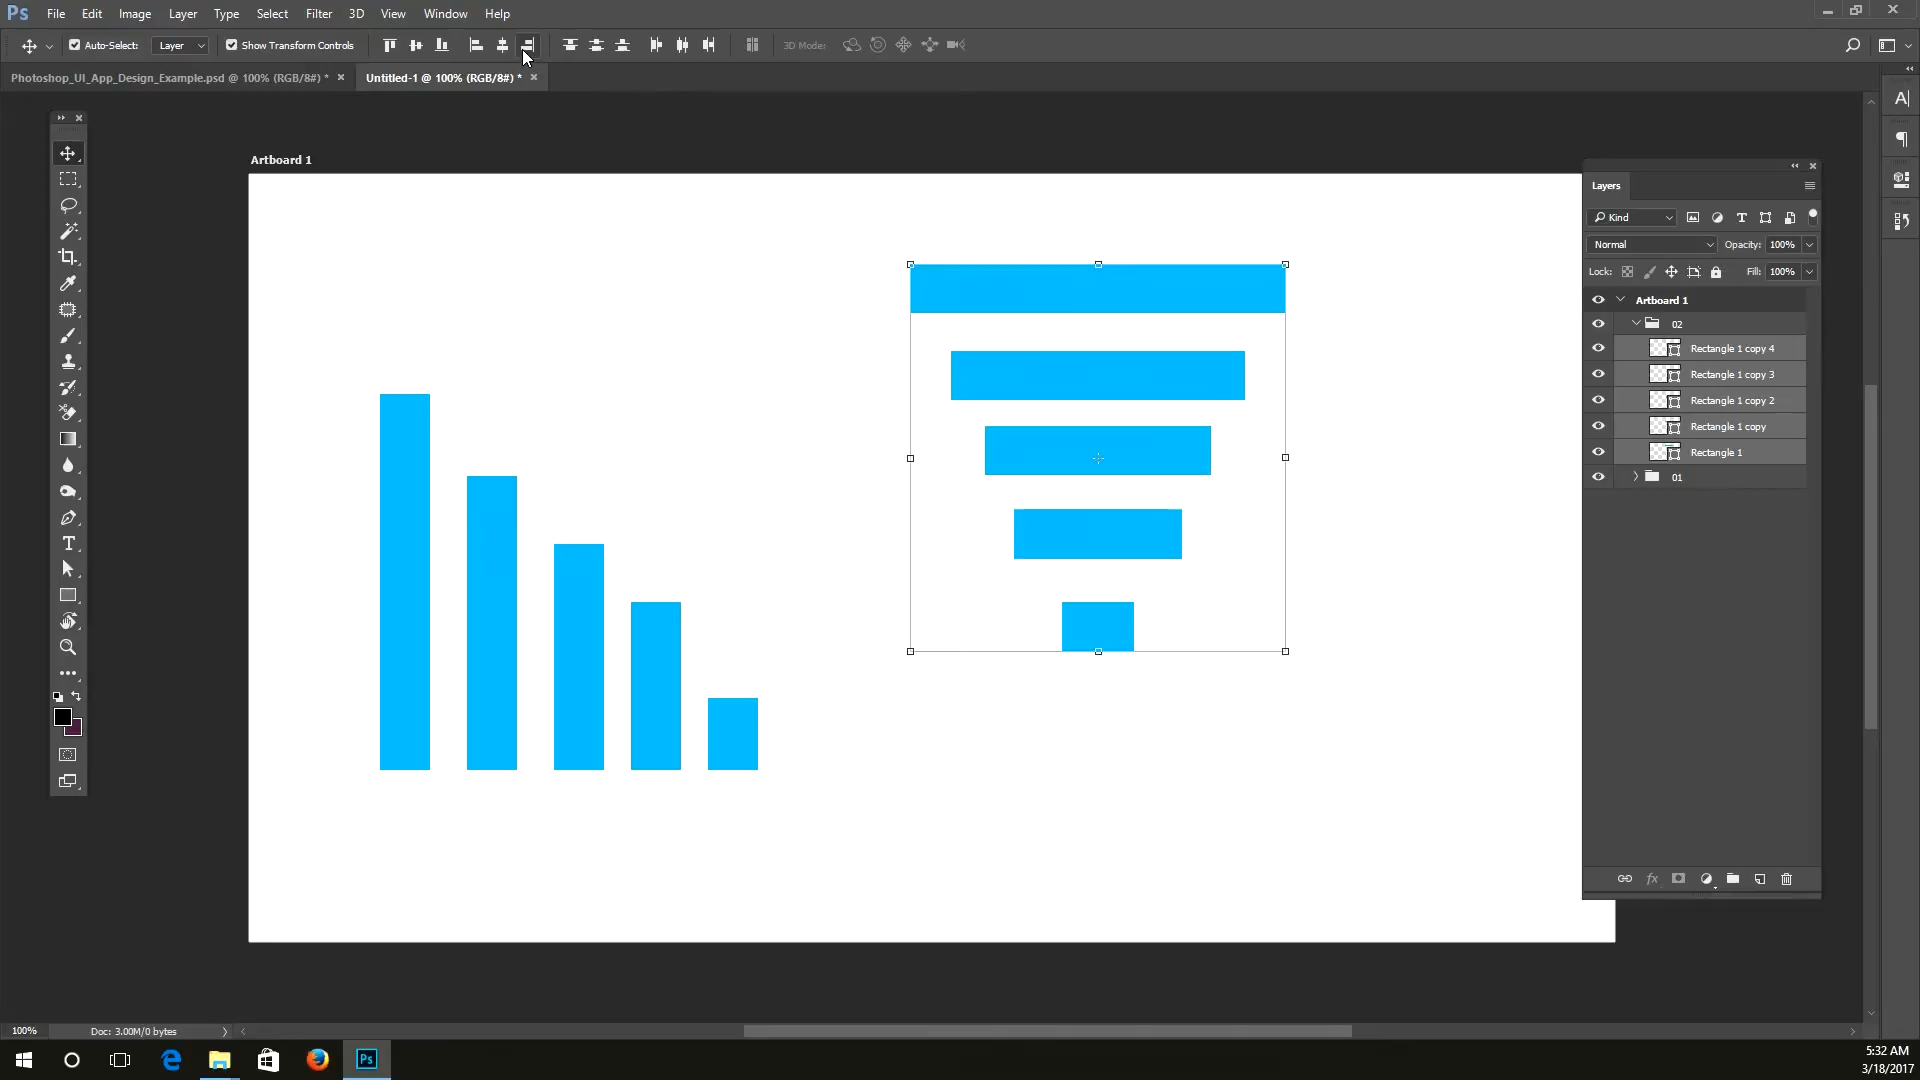 Ps File Edit Image Layer Type Select Filter 3D View Window Help
Auto-Select: Layer Show Transform Controls 3D Mode:
Photoshop_UI_App_Design_Example.psd @ 100% (RGB/8#) * Untitled-1 @ 100% (RGB/8#) *
Artboard 1
Layers
Kind
Normal Opacity: 100%
Lock: Fill: 100%
Artboard 1
02
Rectangle 1 copy 4
Rectangle 1 copy 3
Rectangle 1 copy 2
Rectangle 1 copy
Rectangle 1
01
100% Doc: 3.00M/0 bytes
Ps
5:32 AM
3/18/2017